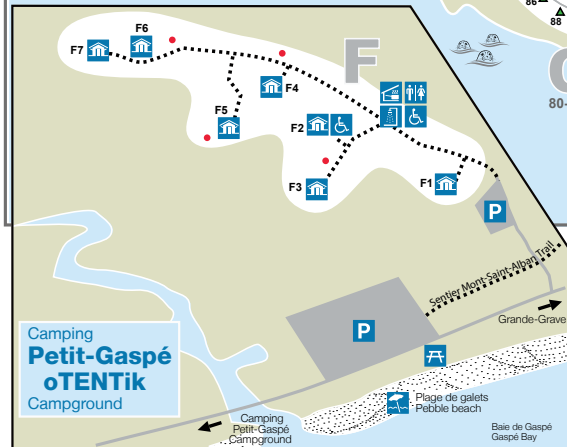 86
88
F6
F7
F
F4
F5
F2
F3
F1
80-
P
Sentier Mont-Saint-Alban Trail
P
Grande-Grave
Camping
Petit-Gaspé
oTENTik
Campground
Plage de galets
Pebble beach
Camping
Petit-Gaspé
Campground
Baie de Gaspé
Gaspé Bay